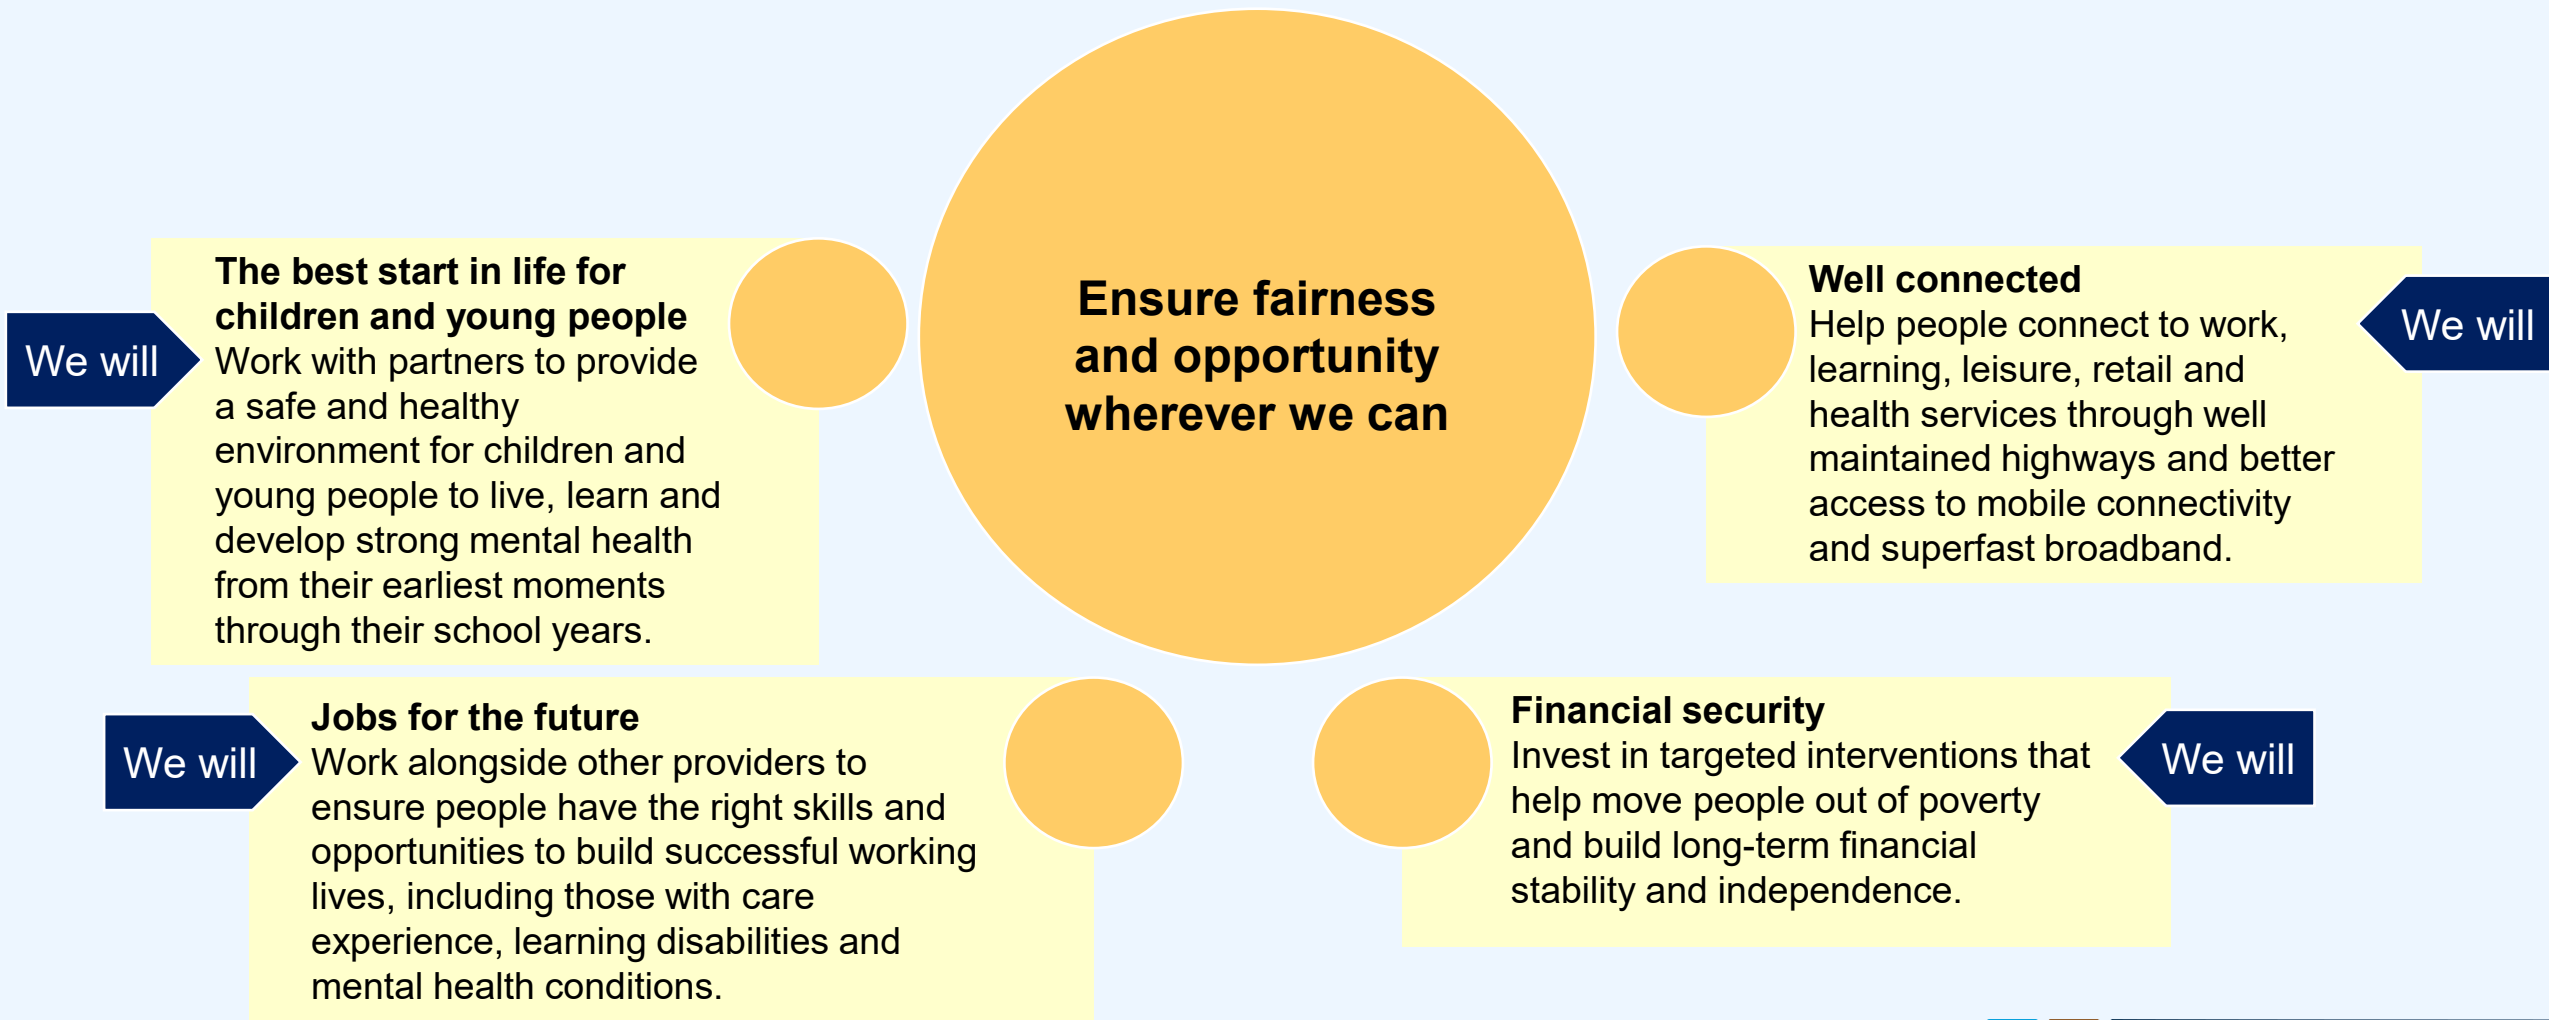 Ensure fairness
and opportunity
wherever we can
We will
The best start in life for
children and young people
Work with partners to provide
a safe and healthy
environment for children and
young people to live, learn and
develop strong mental health
from their earliest moments
through their school years.
We will
Well connected
Help people connect to work,
learning, leisure, retail and
health services through well
maintained highways and better
access to mobile connectivity
and superfast broadband.
We will
Jobs for the future
Work alongside other providers to
ensure people have the right skills and
opportunities to build successful working
lives, including those with care
experience, learning disabilities and
mental health conditions.
We will
Financial security
Invest in targeted interventions that
help move people out of poverty
and build long-term financial
stability and independence.